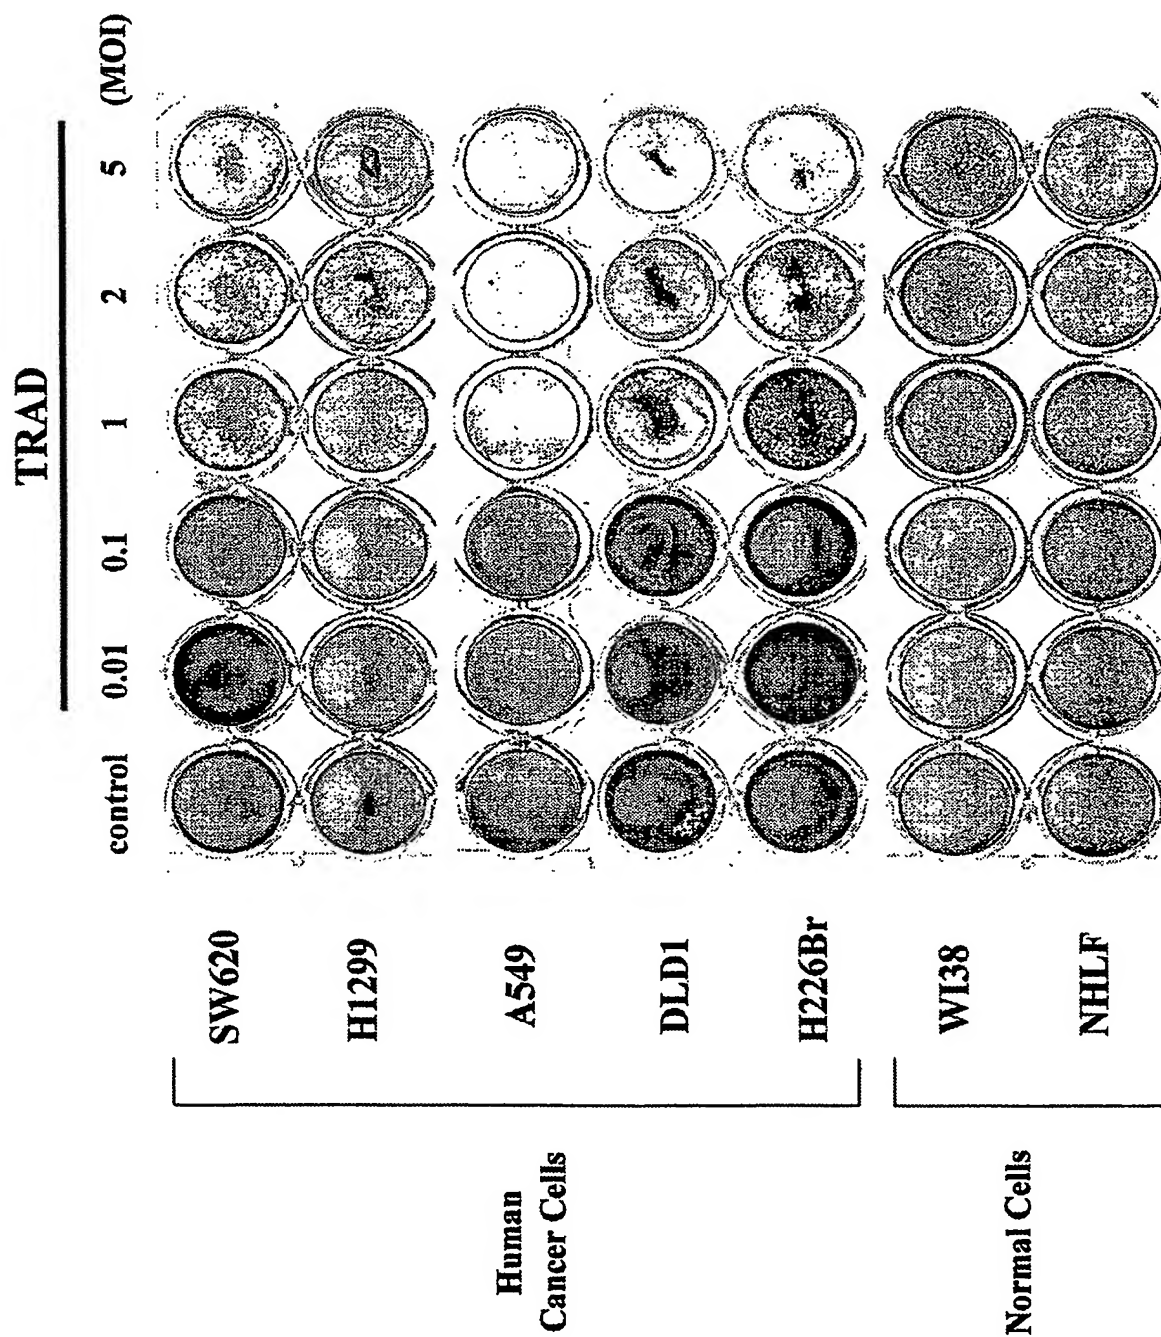 TRAD
control 0.01 0.1 1 2 5 (MOI)
SW620
H1299
A549
DLD1
H226Br
WI38
NHLF
Human
Cancer Cells
Normal Cells